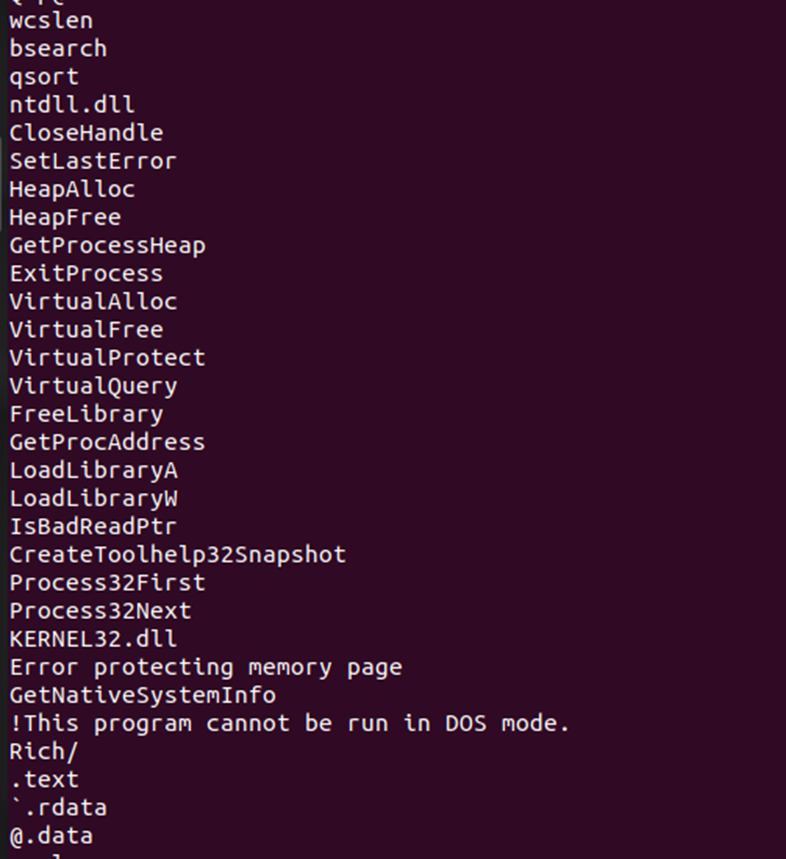 wcslen
bsearch
qsort
ntdll.dll
CloseHandle
SetLastError
HeapAlloc
HeapFree
GetProcessHeap
ExitProcess
VirtualAlloc
VirtualFree
VirtualProtect
VirtualQuery
FreeLibrary
GetProcAddress
LoadLibraryA
LoadLibraryW
IsBadReadPtr
CreateToolhelp32Snapshot
Process32First
Process32Next
KERNEL32.dll
Error protecting memory page
GetNativeSystemInfo
!This program cannot be run in DOS mode.
Rich/
.text
`.rdata
@.data